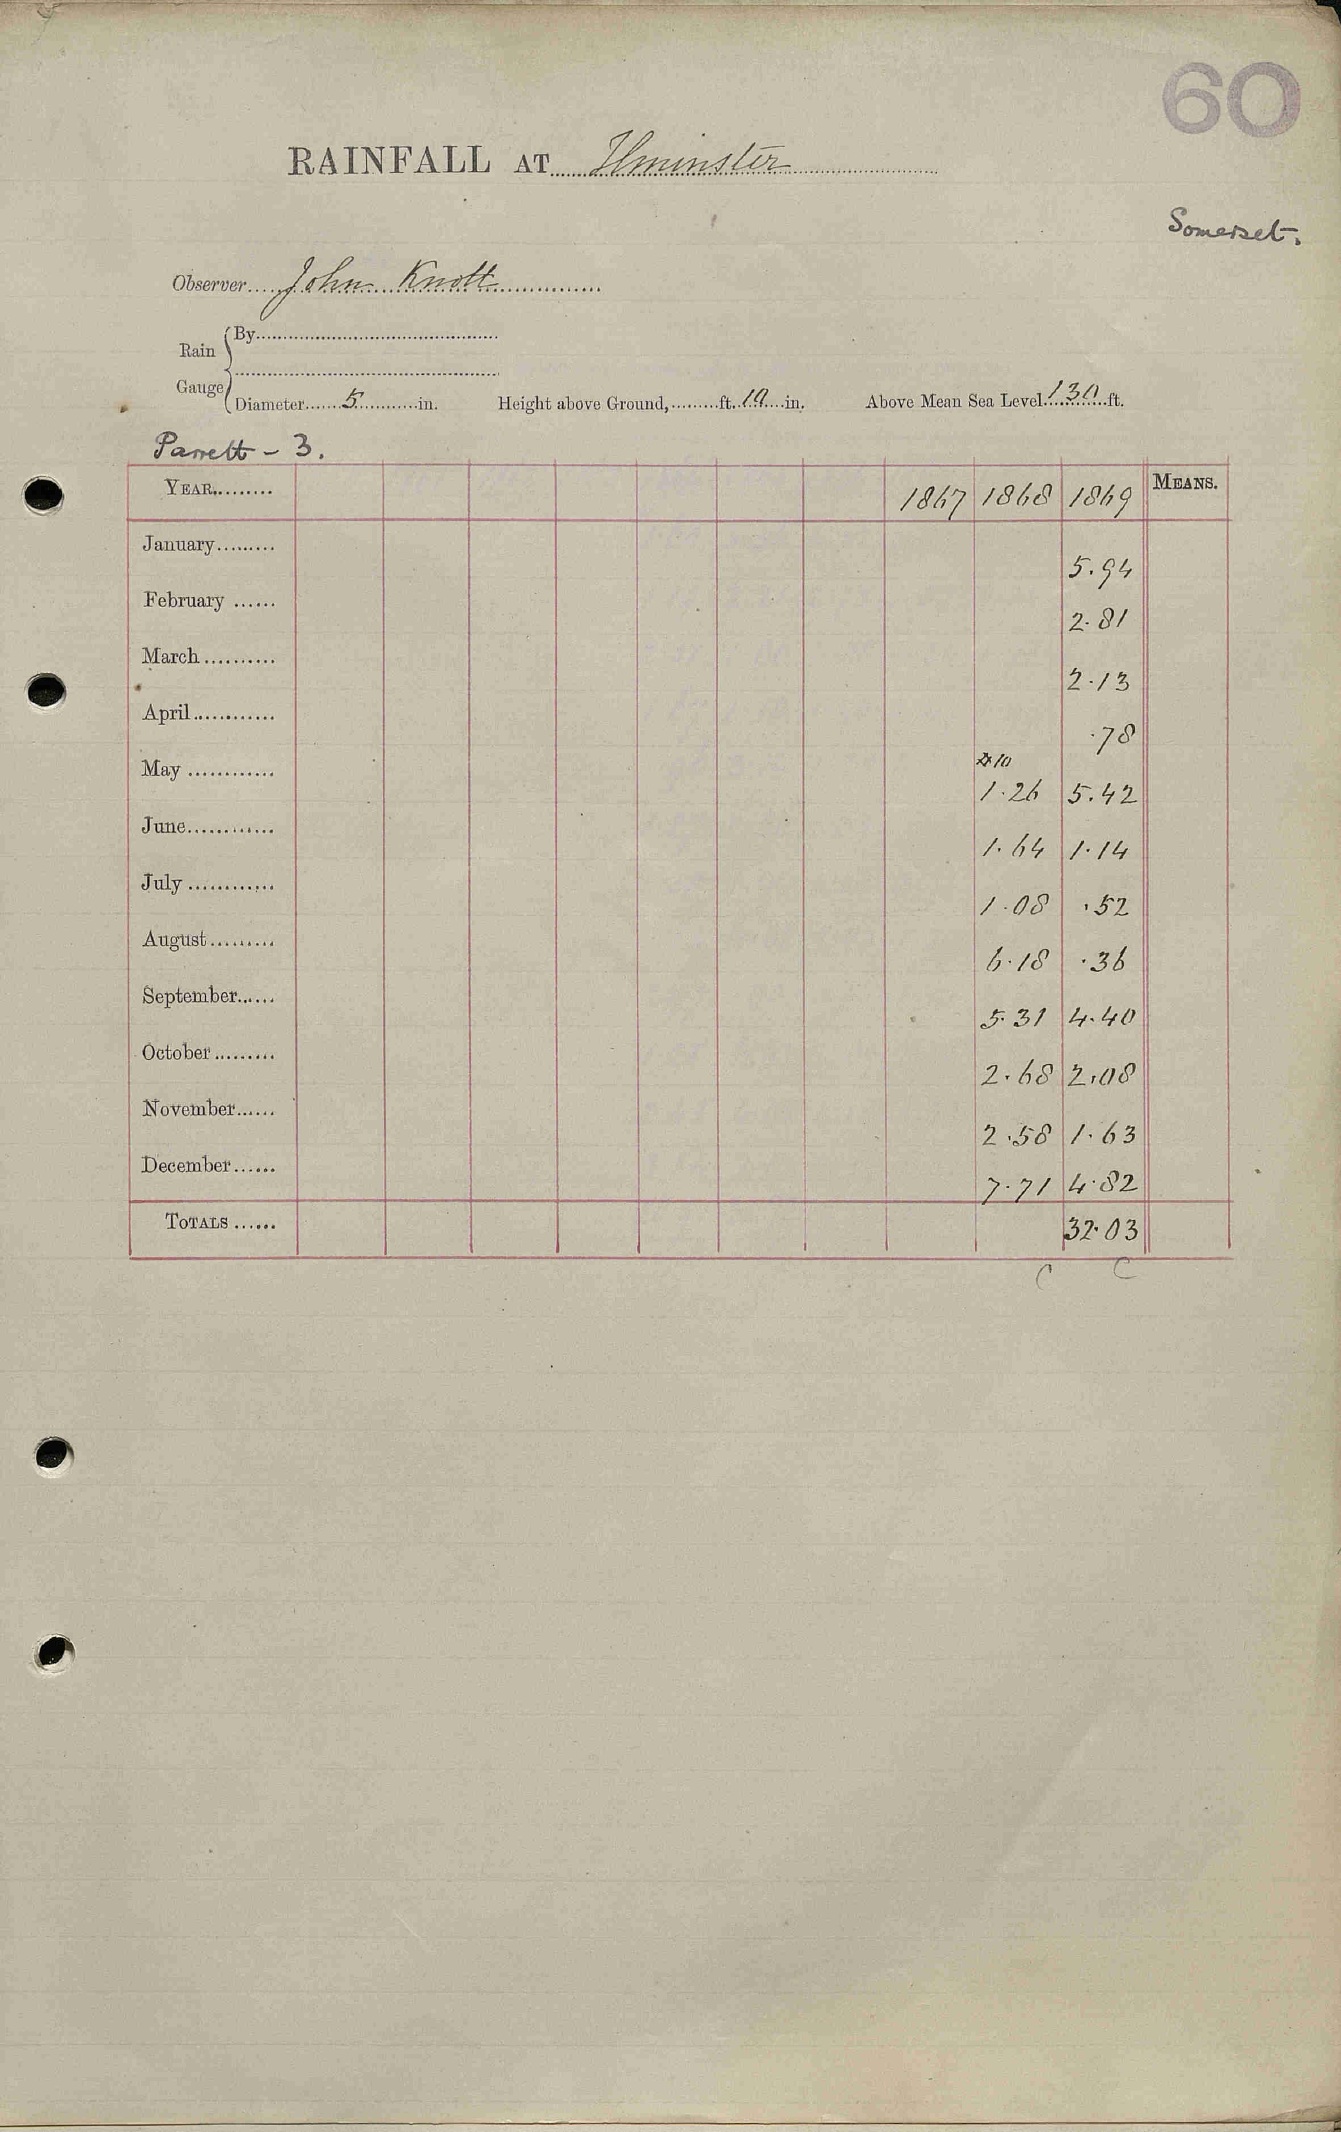 60
RAINFALL AT Ilminster
Somerset.
Observer John Knott
Rain Gauge By
Diameter 5 in. Height above Ground, ft. 10 in. Above Mean Sea Level 130 ft.
Parrett - 3.
YEAR 1867 1868 1869 MEANS.
January 5.94
February 2.81
March 2.13
April .78
10
May 1.26 5.42
June 1.64 1.14
July 1.08 .52
August 6.18 .36
September 5.31 4.40
October 2.68 2.08
November 2.58 1.63
December 7.71 4.82
TOTALS 32.03
C C